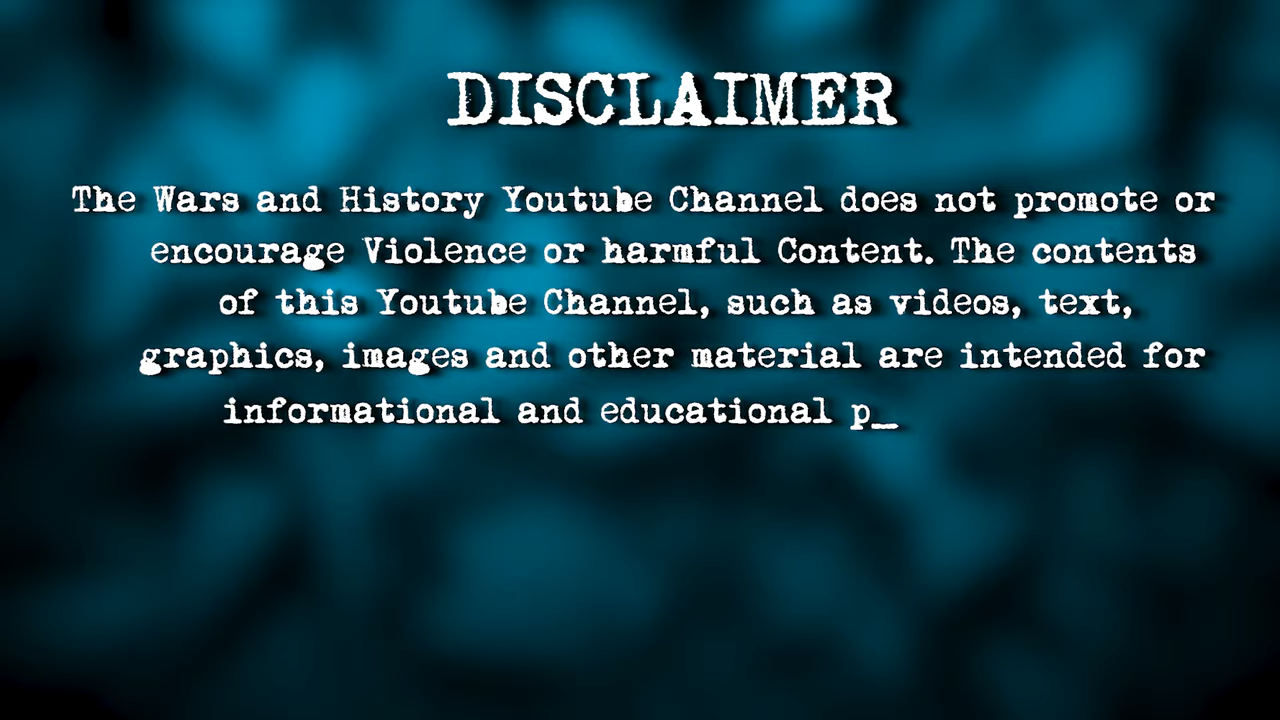 DISCLAIMER
The Wars and History Youtube Channel does not promote or
encourage Violence or harmful Content. The contents
of this Youtube Channel, such as videos, text,
graphics, images and other material are intended for
informational and educational p_